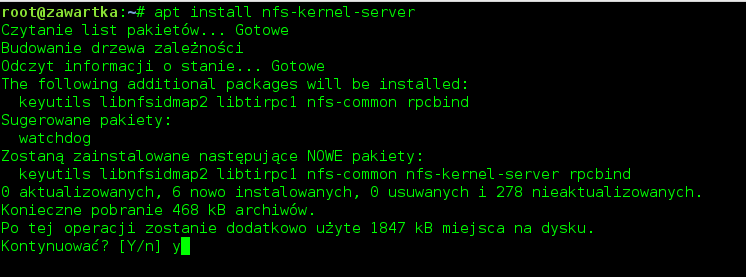 root@zawartka:~# apt install nfs-kernel-server
Czytanie list pakietów... Gotowe
Budowanie drzewa zależności
Odczyt informacji o stanie... Gotowe
The following additional packages will be installed:
  keyutils libnfsidmap2 libtirpc1 nfs-common rpcbind
Sugerowane pakiety:
  watchdog
Zostaną zainstalowane następujące NOWE pakiety:
  keyutils libnfsidmap2 libtirpc1 nfs-common nfs-kernel-server rpcbind
0 aktualizowanych, 6 nowo instalowanych, 0 usuwanych i 278 nieaktualizowanych.
Konieczne pobranie 468 kB archiwów.
Po tej operacji zostanie dodatkowo użyte 1847 kB miejsca na dysku.
Kontynuować? [Y/n] y